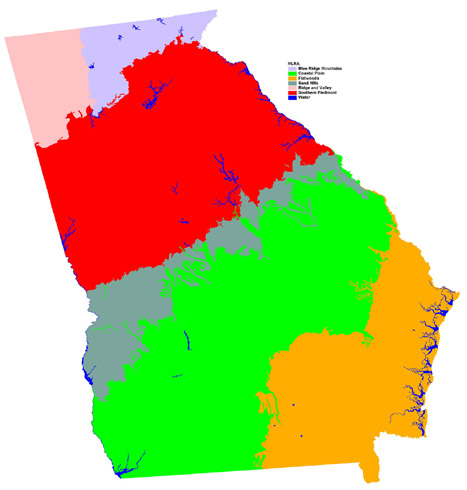 MLRA
Blue Ridge Mountains
Coastal Plain
Flatwoods
Sand Hills
Ridge and Valley
Southern Piedmont
Water